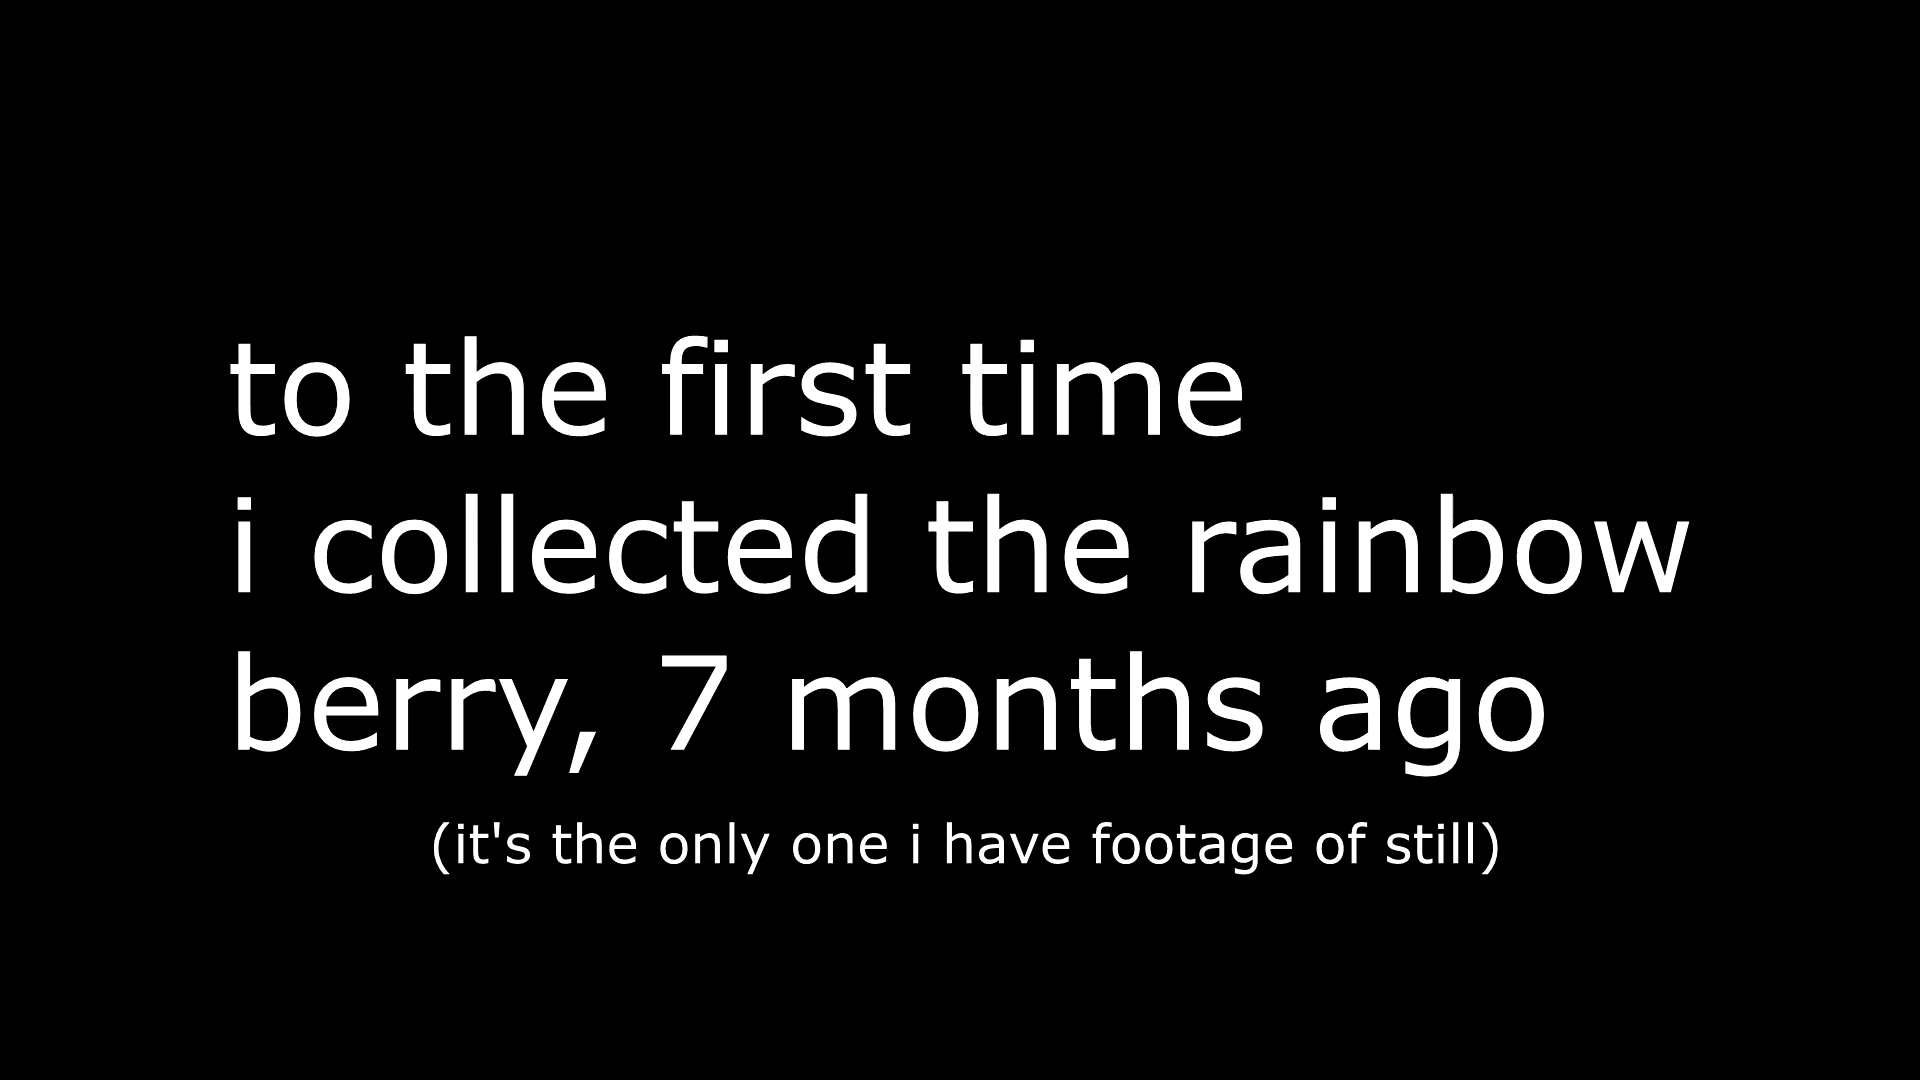 to the first time
i collected the rainbow
berry, 7 months ago
(it's the only one i have footage of still)